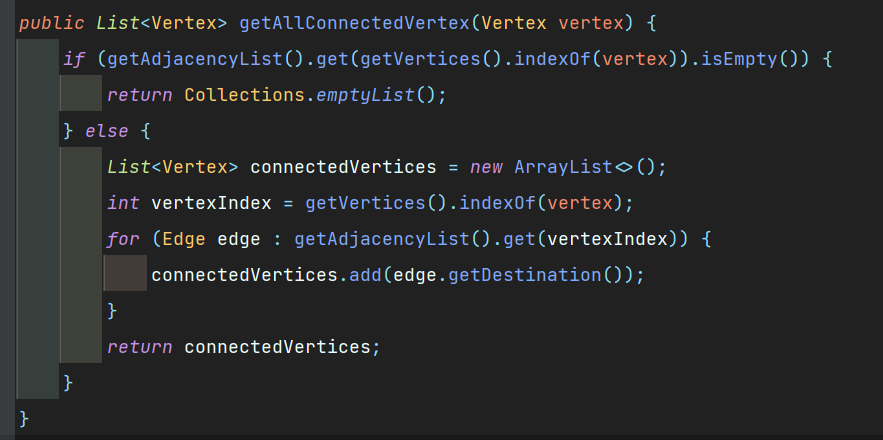 public List<Vertex> getAllConnectedVertex(Vertex vertex) {
if (getAdjacencyList().get(getVertices().indexOf(vertex)).isEmpty()) {
return Collections.emptyList();
} else {
List<Vertex> connectedVertices = new ArrayList<>();
int vertexIndex = getVertices().indexOf(vertex);
for (Edge edge : getAdjacencyList().get(vertexIndex)) {
connectedVertices.add(edge.getDestination());
}
return connectedVertices;
}
}